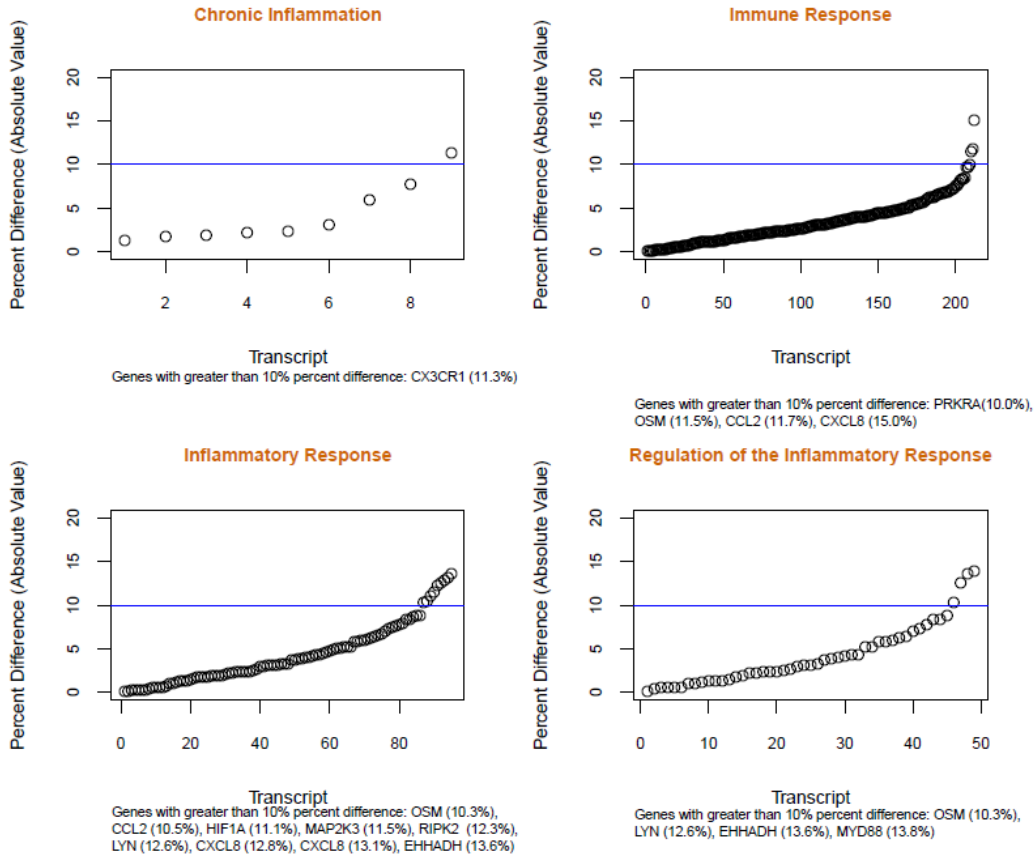 Chronic Inflammation
Percent Difference (Absolute Value)
20
15
10
5
0
2 4 6 8
Transcript
Genes with greater than 10% percent difference: CX3CR1 (11.3%)
Immune Response
Percent Difference (Absolute Value)
20
15
10
5
0
0 50 100 150 200
Transcript
Genes with greater than 10% percent difference: PRKRA(10.0%),
OSM (11.5%), CCL2 (11.7%), CXCL8 (15.0%)
Inflammatory Response
Percent Difference (Absolute Value)
20
15
10
5
0
0 20 40 60 80
Transcript
Genes with greater than 10% percent difference: OSM (10.3%),
CCL2 (10.5%), HIF1A (11.1%), MAP2K3 (11.5%), RIPK2 (12.3%),
LYN (12.6%), CXCL8 (12.8%), CXCL8 (13.1%), EHHADH (13.6%)
Regulation of the Inflammatory Response
Percent Difference (Absolute Value)
20
15
10
5
0
0 10 20 30 40 50
Transcript
Genes with greater than 10% percent difference: OSM (10.3%),
LYN (12.6%), EHHADH (13.6%), MYD88 (13.8%)